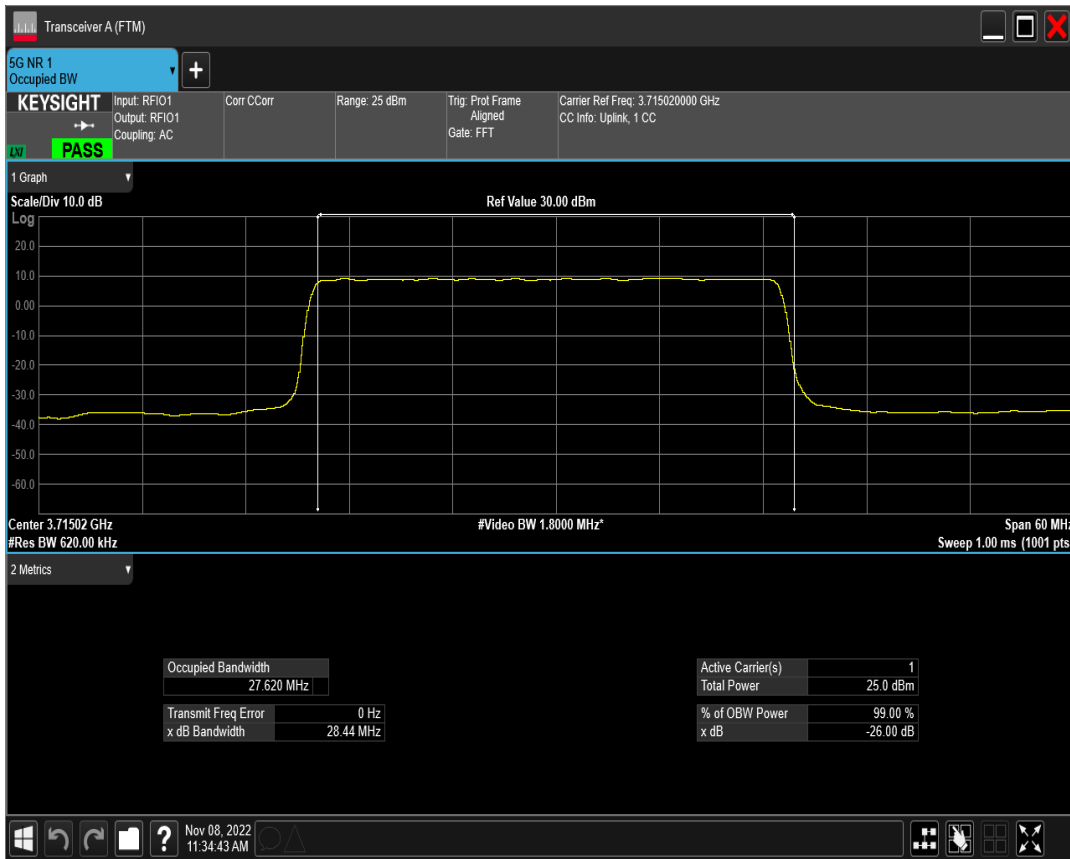 Transceiver A (FTM)
5G NR 1
Occupied BW
+
KEYSIGHT
LXI
PASS
Input: RFIO1
Output: RFIO1
Coupling: AC
Corr CCorr
Range: 25 dBm
Trig: Prot Frame
Aligned
Gate: FFT
Carrier Ref Freq: 3.715020000 GHz
CC Info: Uplink, 1 CC
1 Graph
Scale/Div 10.0 dB
Ref Value 30.00 dBm
Log
20.0
10.0
0.00
-10.0
-20.0
-30.0
-40.0
-50.0
-60.0
Center 3.71502 GHz
#Video BW 1.8000 MHz*
Span 60 MHz
#Res BW 620.00 kHz
Sweep 1.00 ms (1001 pts
2 Metrics
Occupied Bandwidth
27.620 MHz
Transmit Freq Error 0 Hz
x dB Bandwidth 28.44 MHz
Active Carrier(s) 1
Total Power 25.0 dBm
% of OBW Power 99.00 %
x dB -26.00 dB
?
Nov 08, 2022
11:34:43 AM